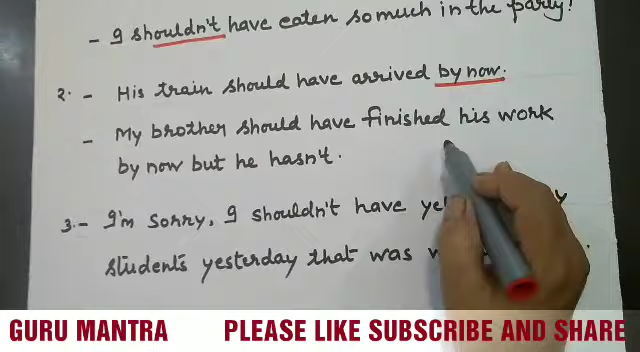 - I shouldn't have eaten so much in the party!
2. - His train should have arrived by now.
- My brother should have finished his work
by now but he hasn't.
3. - I'm sorry, I shouldn't have
students yesterday that was
GURU MANTRA PLEASE LIKE SUBSCRIBE AND SHARE